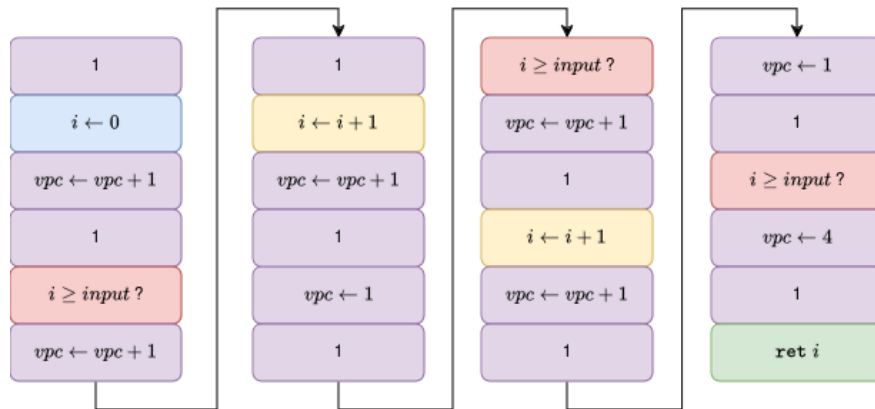 1
i ← 0
vpc ← vpc + 1
1
i ≥ input ?
vpc ← vpc + 1
1
i ← i + 1
vpc ← vpc + 1
1
vpc ← 1
1
i ≥ input ?
vpc ← vpc + 1
1
i ← i + 1
vpc ← vpc + 1
1
vpc ← 1
1
i ≥ input ?
vpc ← 4
1
ret i